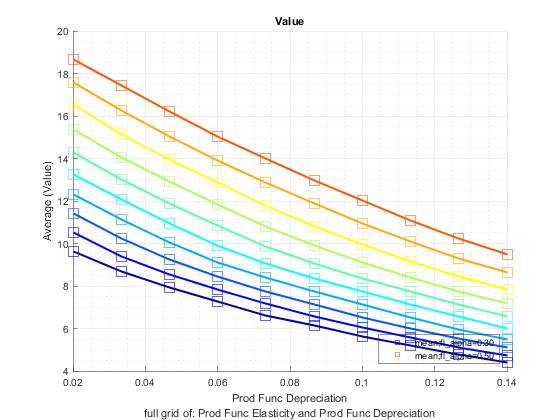 Value
20
18
16
14
12
10
8
6
4
Average (Value)
0.02 0.04 0.06 0.08 0.1 0.12 0.14
mean;fl_alpha=0.30
mean;fl_alpha=0.50
Prod Func Depreciation
full grid of: Prod Func Elasticity and Prod Func Depreciation